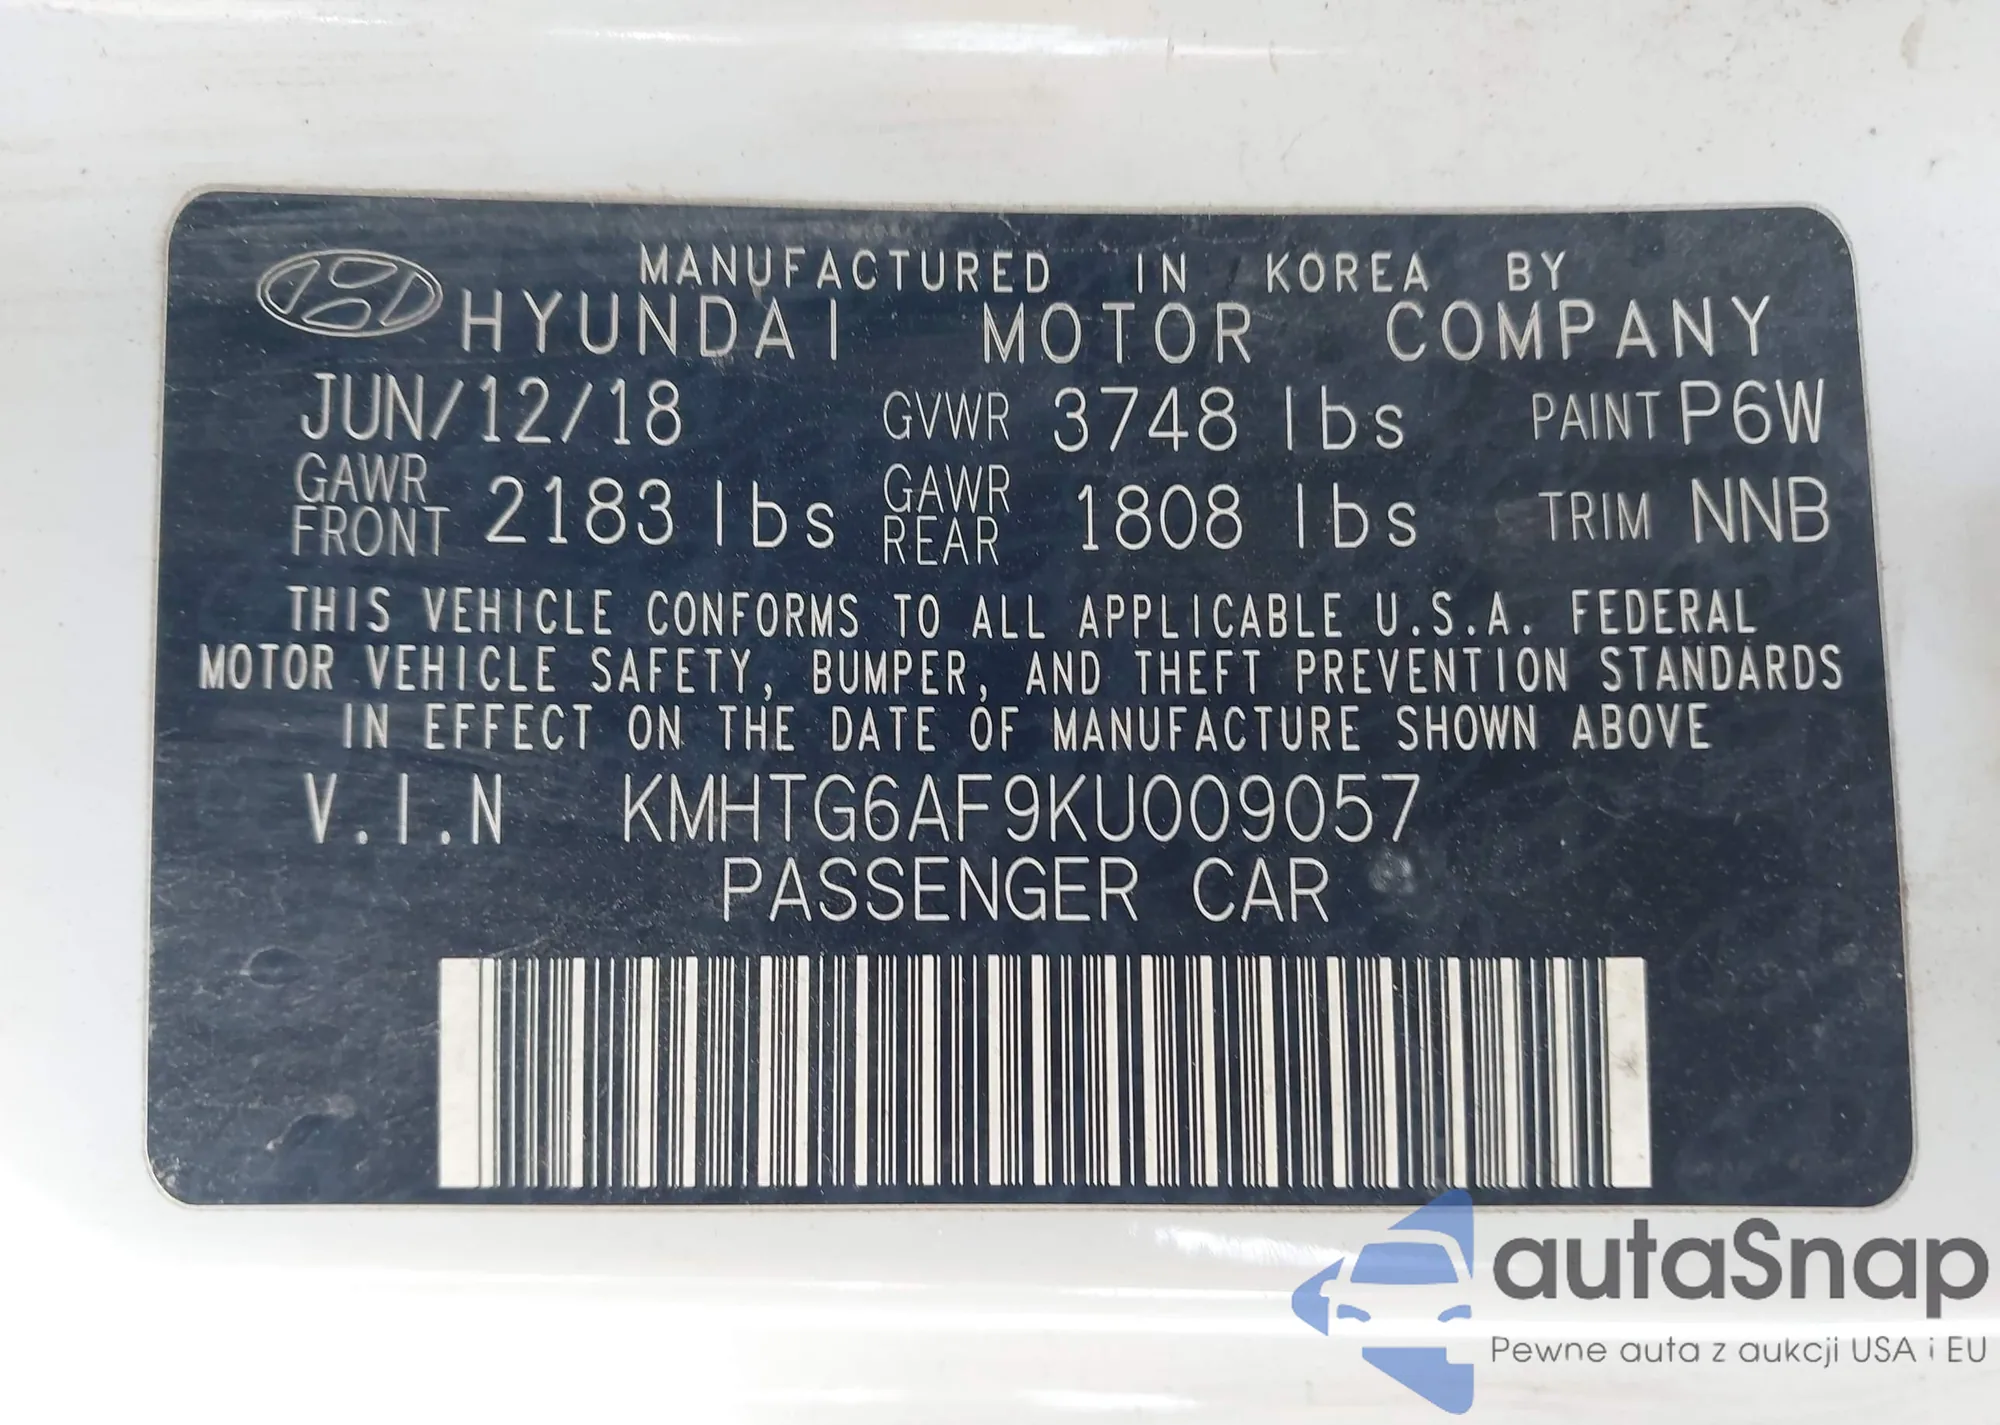 MANUFACTURED IN KOREA BY
HYUNDAI MOTOR COMPANY
JUN/12/18 GVWR 3748 lbs PAINT P6W
GAWR FRONT 2183 lbs GAWR REAR 1808 lbs TRIM NNB
THIS VEHICLE CONFORMS TO ALL APPLICABLE U.S.A. FEDERAL
MOTOR VEHICLE SAFETY, BUMPER, AND THEFT PREVENTION STANDARDS
IN EFFECT ON THE DATE OF MANUFACTURE SHOWN ABOVE
V.I.N KMHTG6AF9KU009057
PASSENGER CAR
autaSnap
Pewne auta z aukcji USA i EU